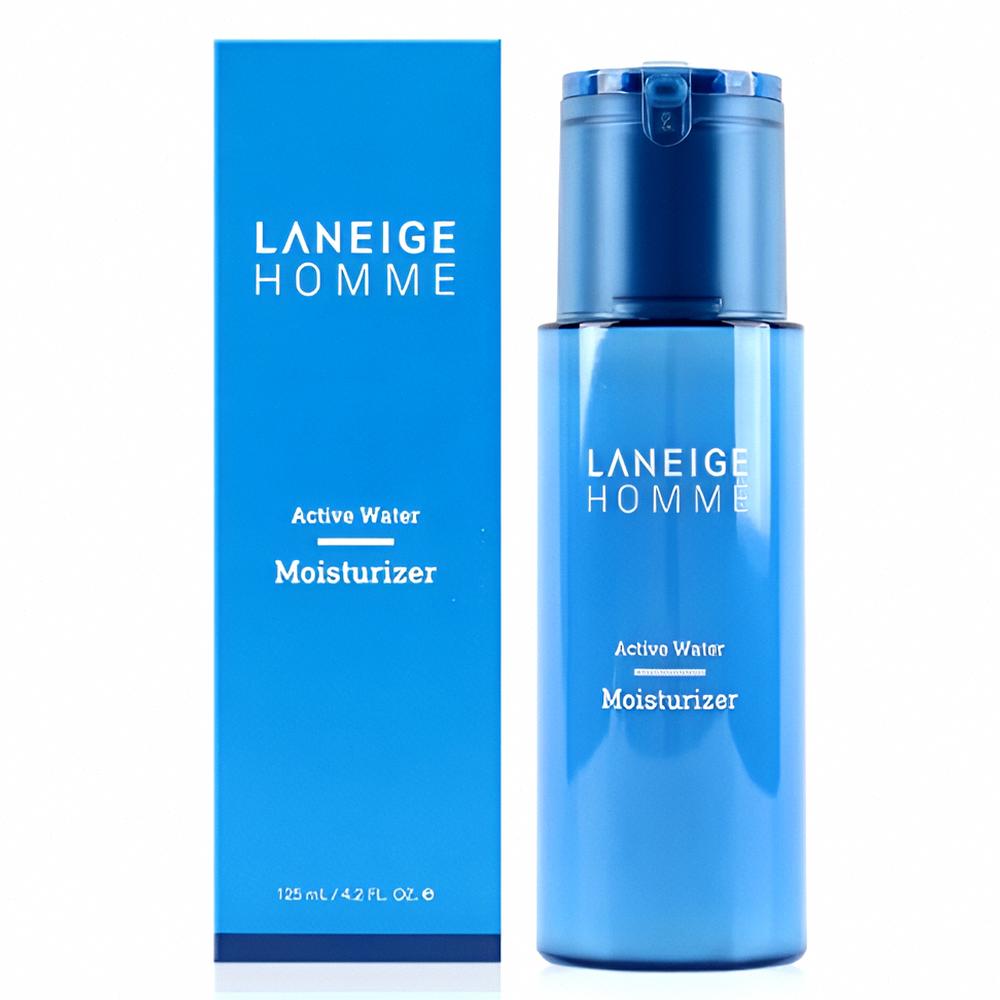 LANEIGE
HOMME
Active Water
Moisturizer
125 mL / 4.2 FL. OZ. ℮
LANEIGE
HOMME
Active Water
Moisturizer